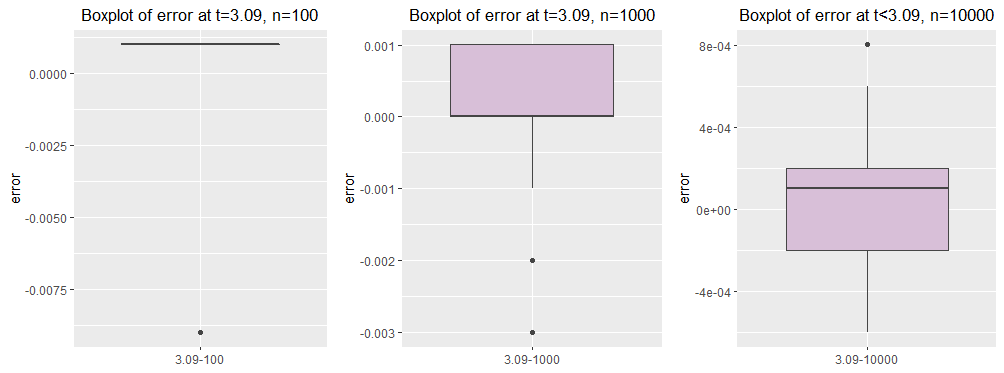 Boxplot of error at t=3.09, n=100
0.0000
-0.0025
-0.0050
-0.0075
error
3.09-100
Boxplot of error at t=3.09, n=1000
0.001
0.000
-0.001
-0.002
-0.003
error
3.09-1000
Boxplot of error at t<3.09, n=10000
8e-04
4e-04
0e+00
-4e-04
error
3.09-10000